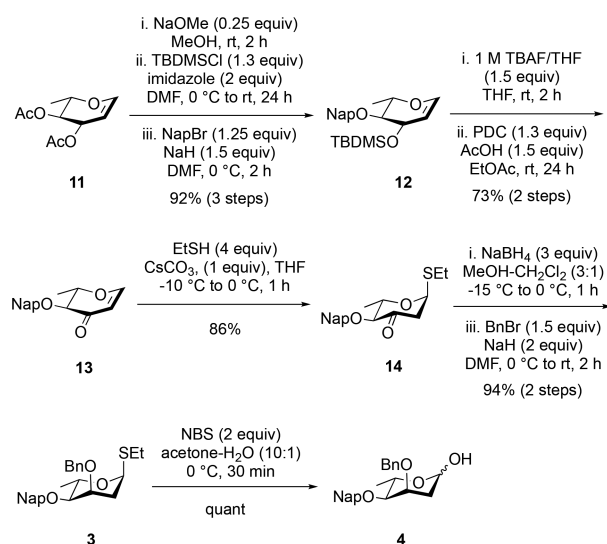 i. NaOMe (0.25 equiv)
MeOH, rt, 2 h
ii. TBDMSCl (1.3 equiv)
imidazole (2 equiv)
DMF, 0 °C to rt, 24 h
iii. NapBr (1.25 equiv)
NaH (1.5 equiv)
DMF, 0 °C, 2 h
92% (3 steps)
O
AcO
AcO
11
O
NapO
TBDMSO
12
i. 1 M TBAF/THF
(1.5 equiv)
THF, rt, 2 h
ii. PDC (1.3 equiv)
AcOH (1.5 equiv)
EtOAc, rt, 24 h
73% (2 steps)
O
NapO
O
13
EtSH (4 equiv)
CsCO3, (1 equiv), THF
-10 °C to 0 °C, 1 h
86%
SEt
O
NapO
O
14
i. NaBH4 (3 equiv)
MeOH-CH2Cl2 (3:1)
-15 °C to 0 °C, 1 h
iii. BnBr (1.5 equiv)
NaH (2 equiv)
DMF, 0 °C to rt, 2 h
94% (2 steps)
BnO
SEt
O
NapO
3
NBS (2 equiv)
acetone-H2O (10:1)
0 °C, 30 min
quant
BnO
O
OH
NapO
4